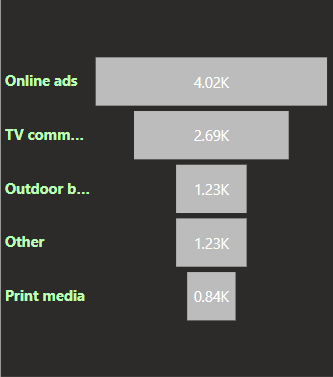 Online ads 4.02K
TV comm... 2.69K
Outdoor b... 1.23K
Other 1.23K
Print media 0.84K